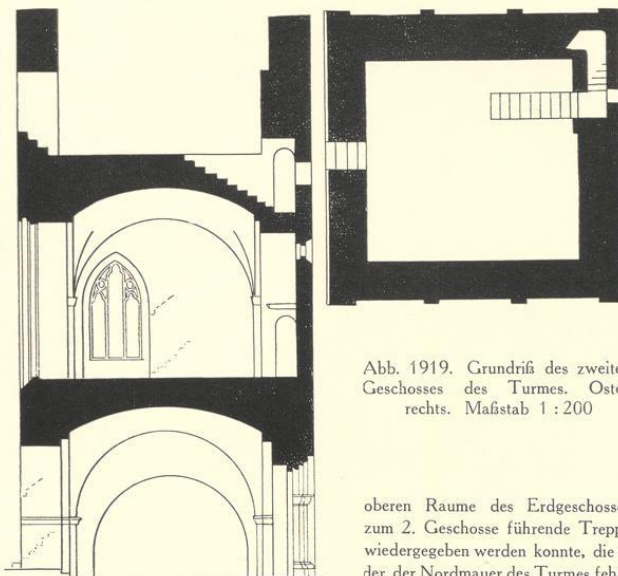 Abb. 1919. Grundriß des zweite
Geschosses des Turmes. Oste
rechts. Maßstab 1 : 200
oberen Raume des Erdgeschosse
zum 2. Geschosse führende Trepp
wiedergegeben werden konnte, die
der der Nordmauer des Turmes feh